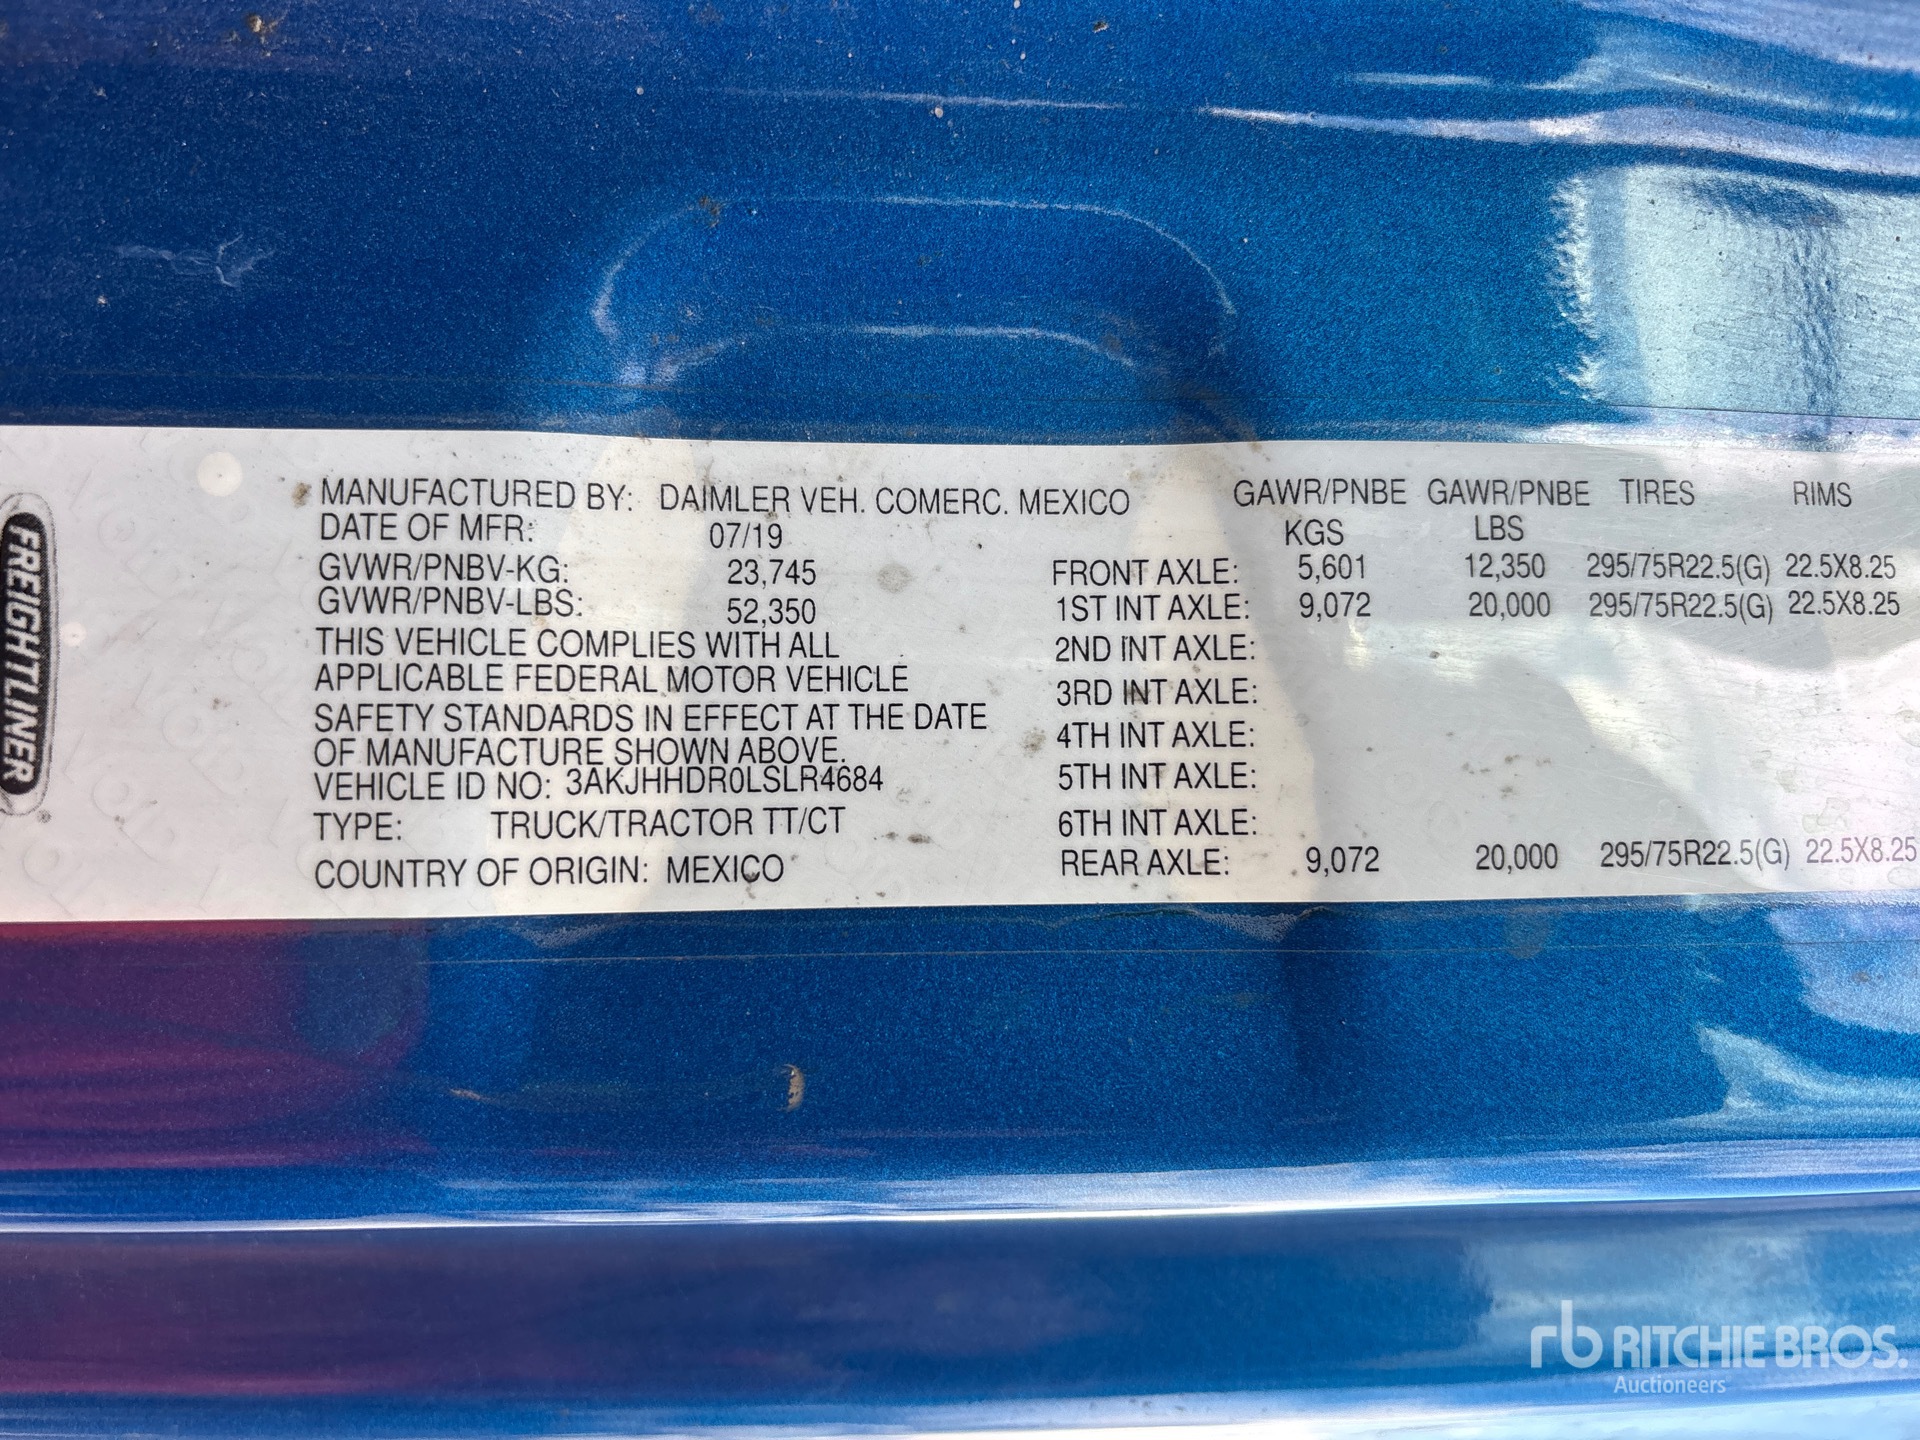 FREIGHTLINER
®
MANUFACTURED BY: DAIMLER VEH. COMERC. MEXICO
DATE OF MFR: 07/19
GVWR/PNBV-KG: 23,745
GVWR/PNBV-LBS: 52,350
THIS VEHICLE COMPLIES WITH ALL
APPLICABLE FEDERAL MOTOR VEHICLE
SAFETY STANDARDS IN EFFECT AT THE DATE
OF MANUFACTURE SHOWN ABOVE.
VEHICLE ID NO: 3AKJHHDR0LSLR4684
TYPE: TRUCK/TRACTOR TT/CT
COUNTRY OF ORIGIN: MEXICO
GAWR/PNBE GAWR/PNBE TIRES RIMS
KGS LBS
FRONT AXLE: 5,601 12,350 295/75R22.5(G) 22.5X8.25
1ST INT AXLE: 9,072 20,000 295/75R22.5(G) 22.5X8.25
2ND INT AXLE:
3RD INT AXLE:
4TH INT AXLE:
5TH INT AXLE:
6TH INT AXLE:
REAR AXLE: 9,072 20,000 295/75R22.5(G) 22.5X8.25
rb RITCHIE BROS.
Auctioneers